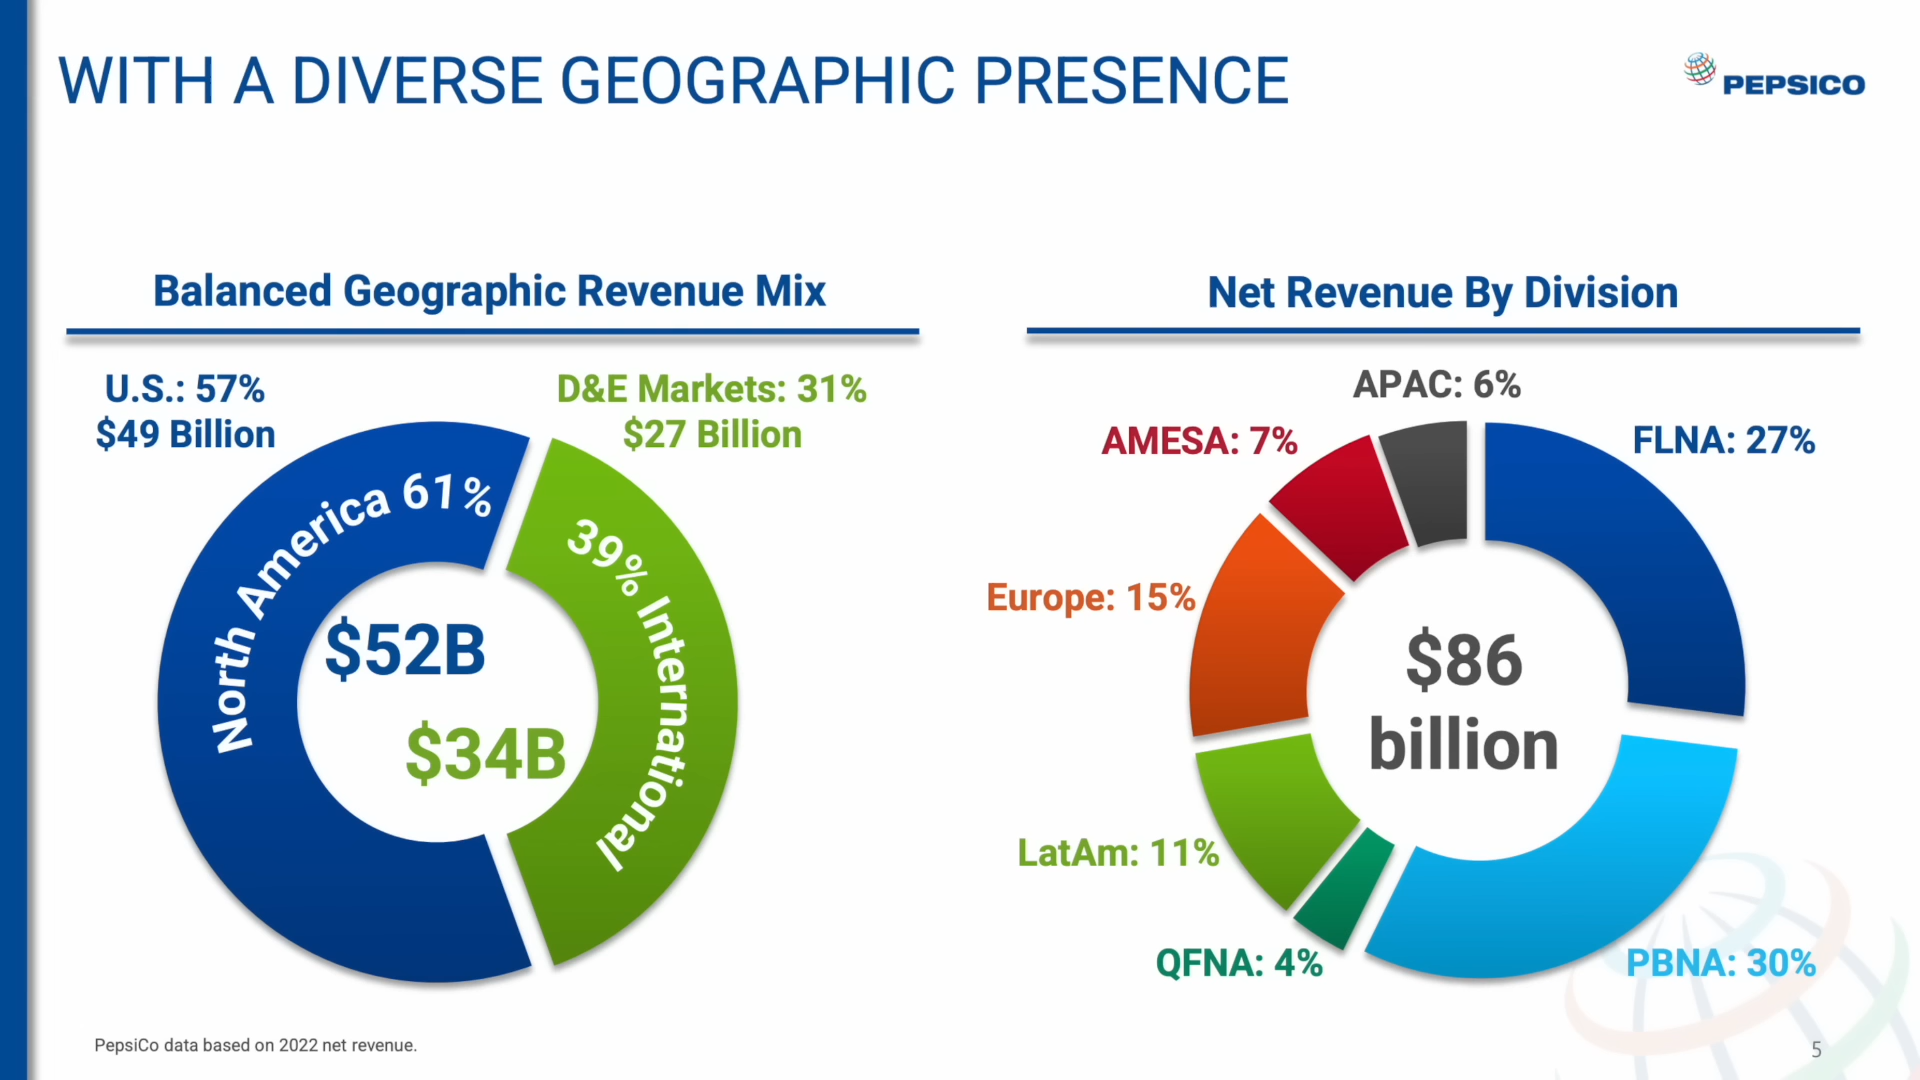 WITH A DIVERSE GEOGRAPHIC PRESENCE
PEPSICO
Balanced Geographic Revenue Mix
U.S.: 57%
$49 Billion
D&E Markets: 31%
$27 Billion
North America 61%
39% International
$52B
$34B
Net Revenue By Division
APAC: 6%
AMESA: 7%
FLNA: 27%
Europe: 15%
$86
billion
LatAm: 11%
QFNA: 4%
PBNA: 30%
PepsiCo data based on 2022 net revenue.
5